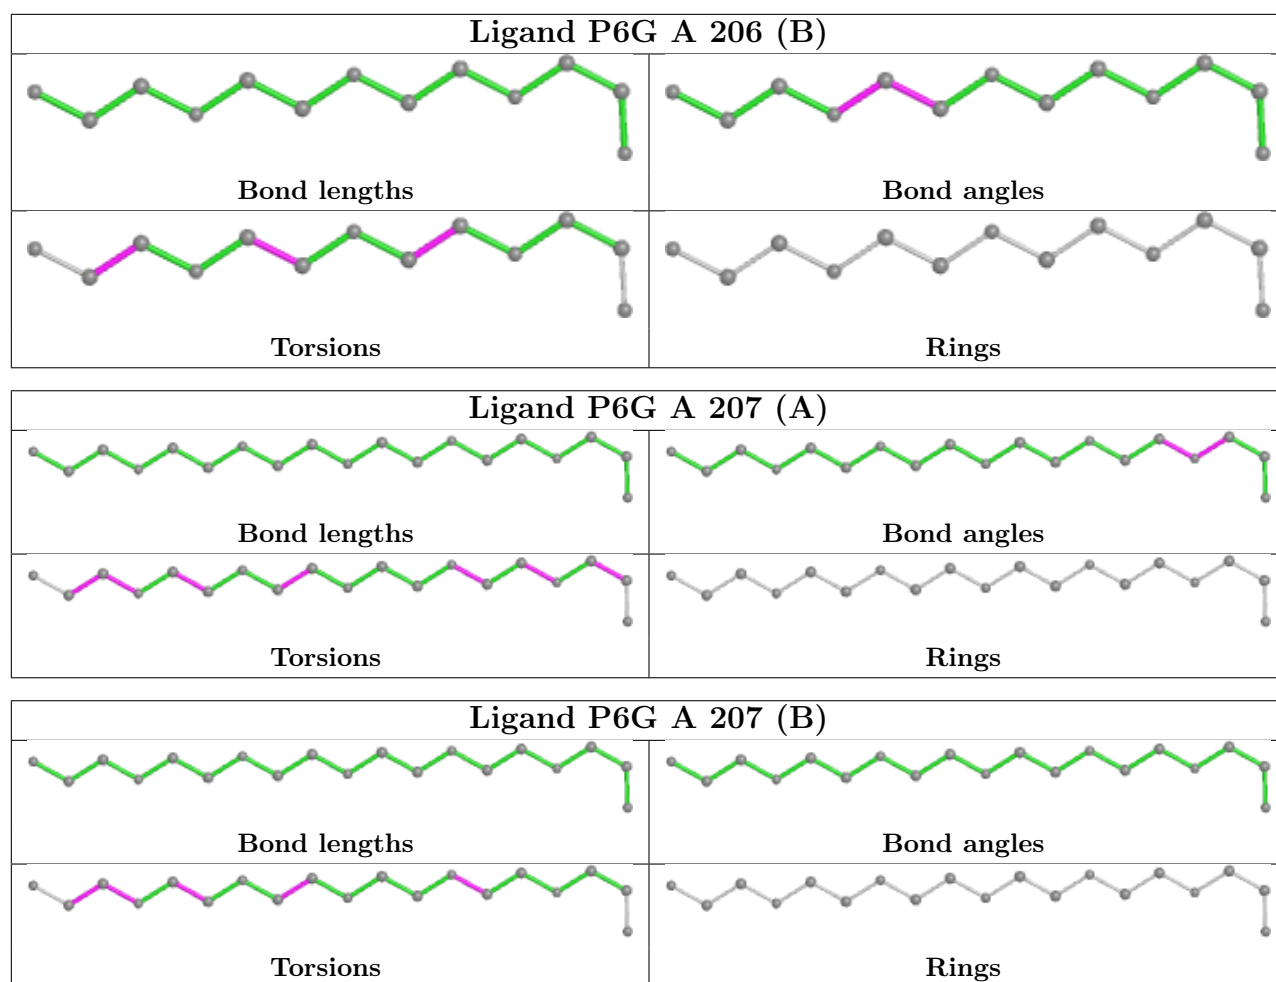 Ligand P6G A 206 (B)
Bond lengths
Bond angles
Torsions
Rings
Ligand P6G A 207 (A)
Bond lengths
Bond angles
Torsions
Rings
Ligand P6G A 207 (B)
Bond lengths
Bond angles
Torsions
Rings